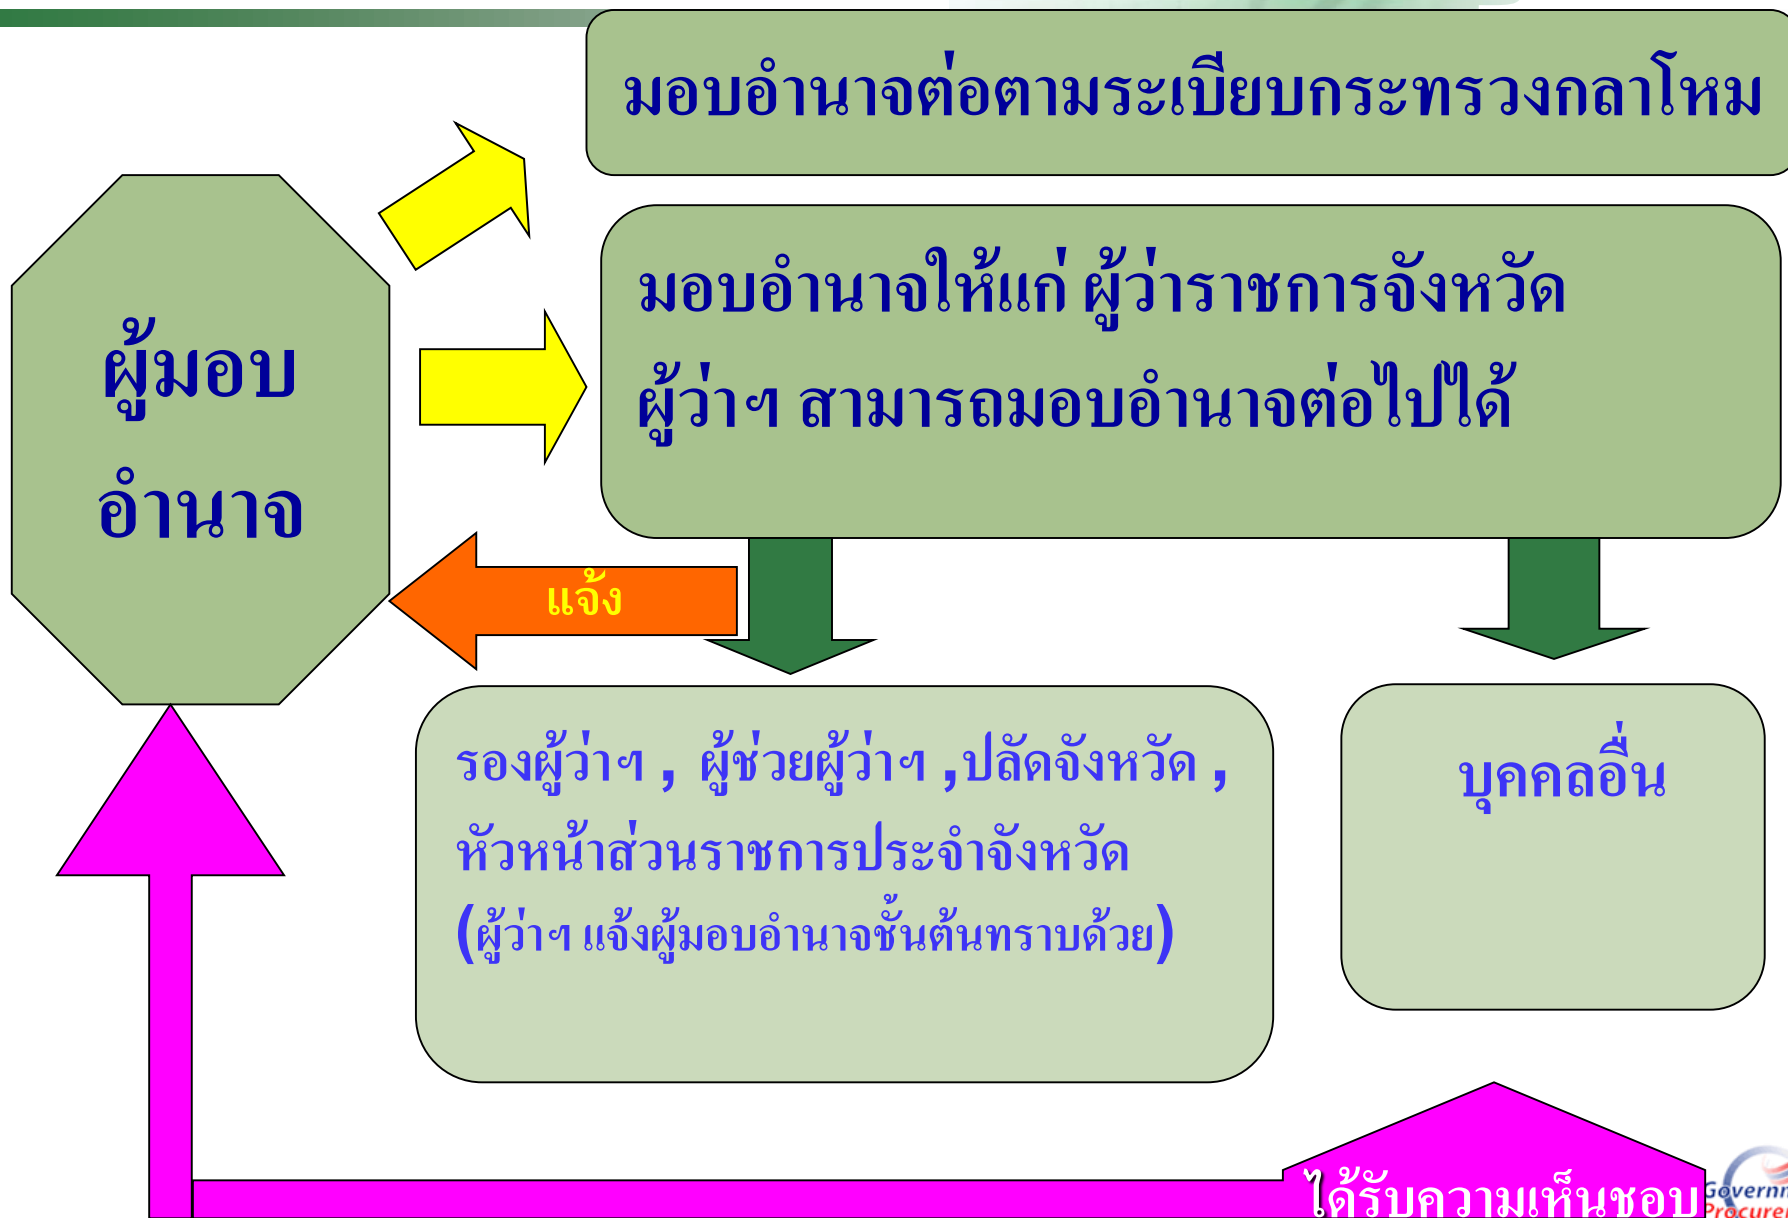 มอบอำนาจต่อตามระเบียบกระทรวงกลาโหม
ผู้มอบ
อำนาจ
มอบอำนาจให้แก่ ผู้ว่าราชการจังหวัด
ผู้ว่าฯ สามารถมอบอำนาจต่อไปได้
แจ้ง
รองผู้ว่าฯ , ผู้ช่วยผู้ว่าฯ ,ปลัดจังหวัด ,
หัวหน้าส่วนราชการประจำจังหวัด
(ผู้ว่าฯ แจ้งผู้มอบอำนาจชั้นต้นทราบด้วย)
บุคคลอื่น
ได้รับความเห็นชอบ